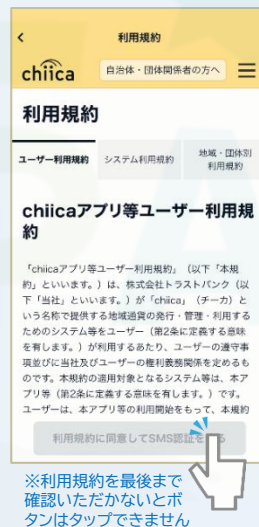 利用規約
chiica
自治体・団体関係者の方へ
利用規約
ユーザー利用規約
システム利用規約
地域・団体別
利用規約
chiicaアプリ等ユーザー利用規
約
「chiicaアプリ等ユーザー利用規約」（以下「本規
約」といいます。）は、株式会社トラストバンク（以
下「当社」といいます。）が「chiica」（チーカ）と
いう名称で提供する地域通貨の発行・管理・利用する
ためのシステム等をユーザー（第2条に定義する意味
を有します。）が利用するあたり、ユーザーの遵守事
項並びに当社及びユーザーの権利義務関係を定めるも
のです。本規約の適用対象となるシステム等は、本ア
プリ等（第2条に定義する意味を有します。）です。
ユーザーは、本アプリ等の利用開始をもって、本規約
利用規約に同意してSMS認証を
る
※利用規約を最後まで
確認いただかないとボ
タンはタップできません